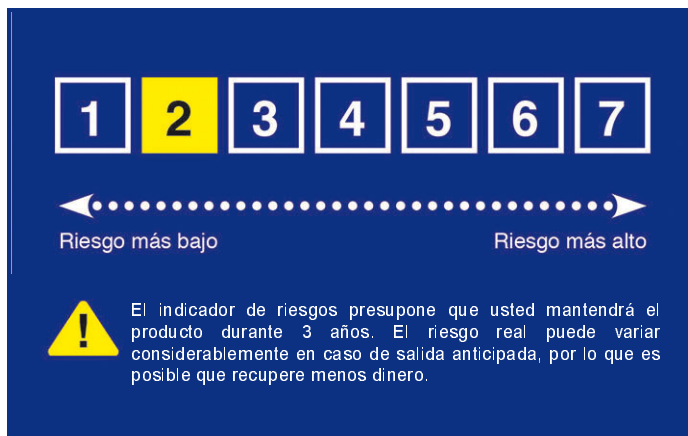 1 2 3 4 5 6 7
Riesgo más bajo Riesgo más alto
! El indicador de riesgos presupone que usted mantendrá el
producto durante 3 años. El riesgo real puede variar
considerablemente en caso de salida anticipada, por lo que es
posible que recupere menos dinero.